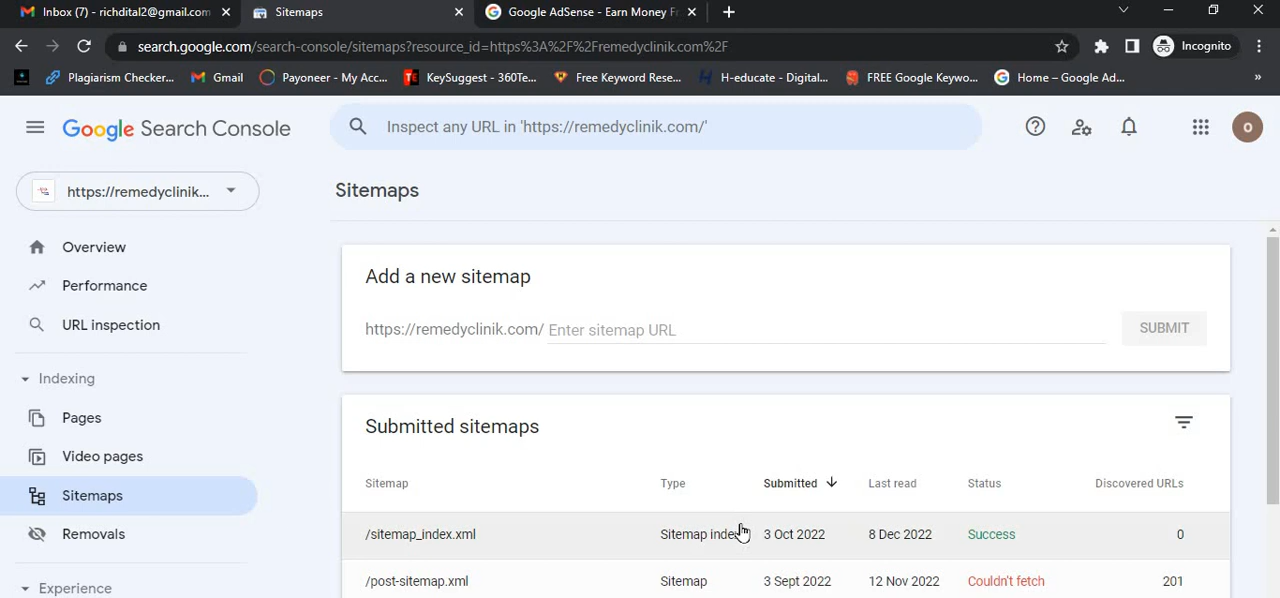 Inbox (7) - richdital2@gmail.com
Sitemaps
Google AdSense - Earn Money F
search.google.com/search-console/sitemaps?resource_id=https%3A%2F%2Fremedyclinik.com%2F
Incognito
Plagiarism Checker...
Gmail
Payoneer - My Acc...
KeySuggest - 360Te...
Free Keyword Rese...
H-educate - Digital...
FREE Google Keywo...
Home – Google Ad...
»
Google Search Console
Inspect any URL in 'https://remedyclinik.com/'
o
https://remedyclinik...
Sitemaps
Overview
Performance
URL inspection
Indexing
Pages
Video pages
Sitemaps
Removals
Experience
Add a new sitemap
https://remedyclinik.com/ Enter sitemap URL
SUBMIT
Submitted sitemaps
Sitemap Type Submitted Last read Status Discovered URLs
/sitemap_index.xml Sitemap index 3 Oct 2022 8 Dec 2022 Success 0
/post-sitemap.xml Sitemap 3 Sept 2022 12 Nov 2022 Couldn't fetch 201